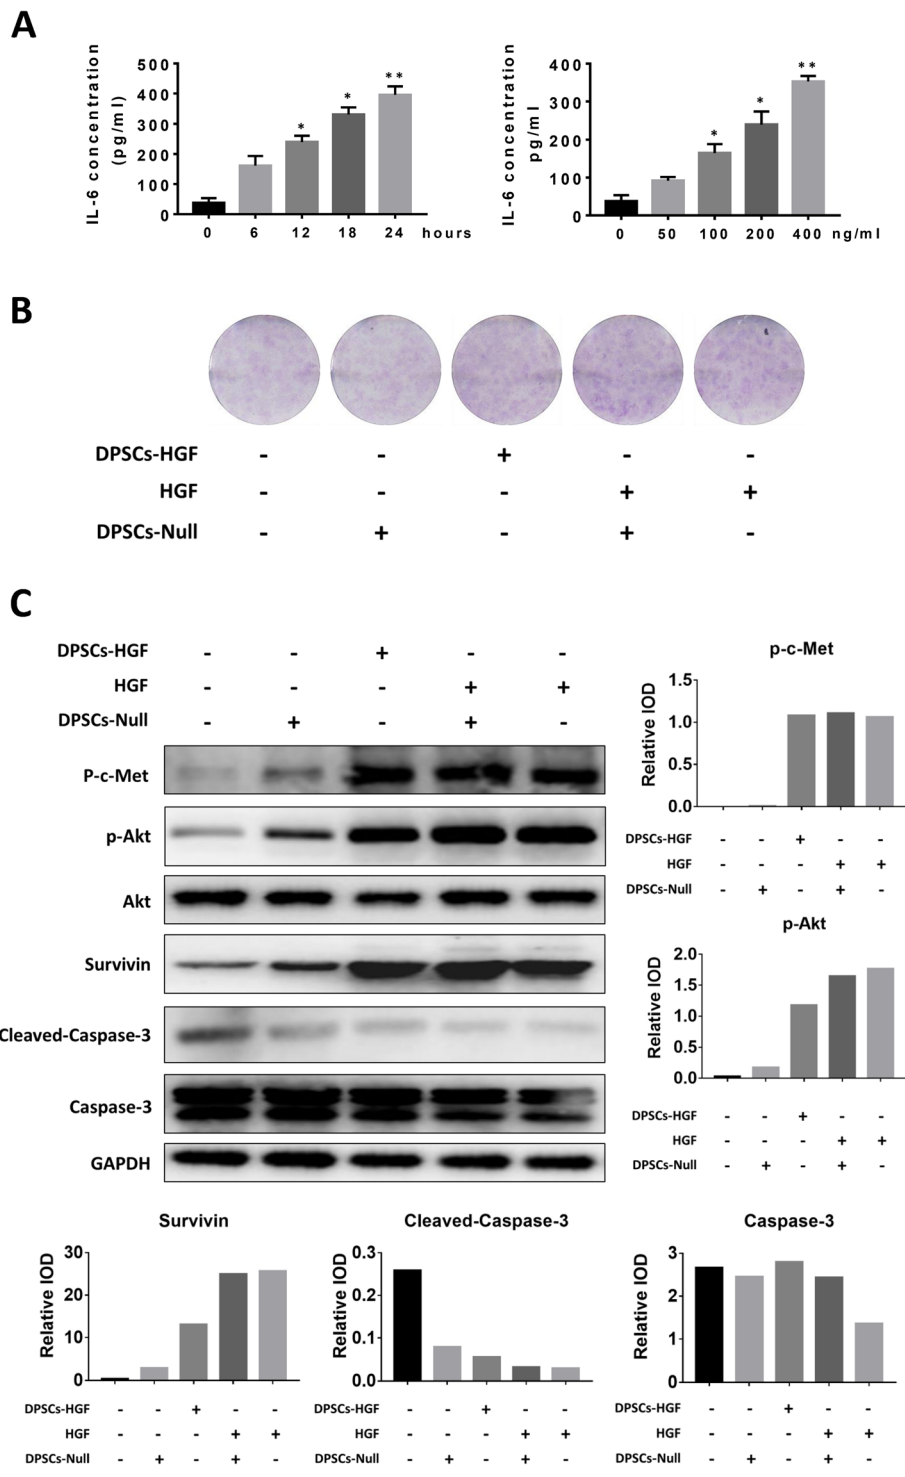 A
IL-6 concentration
(pg/ml)
500
400
300
200
100
0
*
*
**
0 6 12 18 24 hours
IL-6 concentration
pg/ml
400
300
200
100
0
*
*
**
0 50 100 200 400 ng/ml
B
DPSCs-HGF - - + - -
HGF - - - + +
DPSCs-Null - + - + -
C
DPSCs-HGF - - + - -
HGF - - - + +
DPSCs-Null - + - + -
P-c-Met
p-Akt
Akt
Survivin
Cleaved-Caspase-3
Caspase-3
GAPDH
p-c-Met
Relative IOD
1.5
1.0
0.5
0.0
DPSCs-HGF - - + - -
HGF - - - + +
DPSCs-Null - + - + -
p-Akt
Relative IOD
2.0
1.5
1.0
0.5
0.0
DPSCs-HGF - - + - -
HGF - - - + +
DPSCs-Null - + - + -
Survivin
Relative IOD
30
20
10
0
DPSCs-HGF - - + - -
HGF - - - + +
DPSCs-Null - + - + -
Cleaved-Caspase-3
Relative IOD
0.3
0.2
0.1
0.0
DPSCs-HGF - - + - -
HGF - - - + +
DPSCs-Null - + - + -
Caspase-3
Relative IOD
3
2
1
0
DPSCs-HGF - - + - -
HGF - - - + +
DPSCs-Null - + - + -